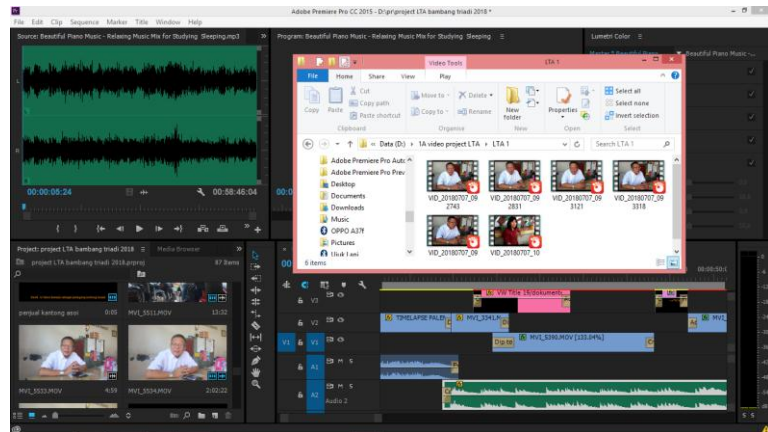 Adobe Premiere Pro CC 2015 - D:\pr\project LTA bambang triadi 2018 *
File Edit Clip Sequence Marker Title Window Help
Source: Beautiful Piano Music - Relaxing Music Mix for Studying Sleeping.mp3
Program: Beautiful Piano Music - Relaxing Music Mix for Studying Sleeping
Lumetri Color
Video Tools
LTA 1
File Home Share View Play
Copy
Paste
Cut
Copy path
Paste shortcut
Move to
Copy to
Delete
Rename
New folder
Properties
Select all
Select none
Invert selection
Clipboard
Organise
New
Open
Select
« Data (D:) › 1A video project LTA › LTA 1
Search LTA 1
Adobe Premiere Pro Auto
Adobe Premiere Pro Prev
Desktop
Documents
Downloads
Music
OPPO A37f
Pictures
VID_20180707_092743
VID_20180707_092831
VID_20180707_093121
VID_20180707_093318
VID_20180707_09
VID_20180707_10
6 items
L
R
00:00:05:24
00:58:46:04
Project: project LTA bambang triadi 2018
Media Browser
project LTA bambang triadi 2018.prproj
87 Items
penjual kantong assoi 0:05
MVI_5511.MOV 13:32
MVI_5533.MOV 4:59
MVI_5534.MOV 2:02:22
V3
V2
V1 V1
A1 M S
A2 M S
Audio 2
TIMELAPSE PALEN
MVI_5390.MOV [133.04%]
Dip to
S S